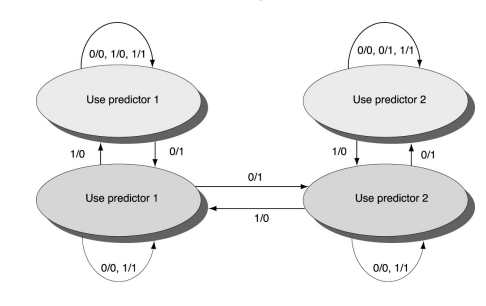 0/0, 1/0, 1/1
0/0, 0/1, 1/1
Use predictor 1
Use predictor 2
1/0
0/1
1/0
0/1
Use predictor 1
0/1
Use predictor 2
1/0
0/0, 1/1
0/0, 1/1